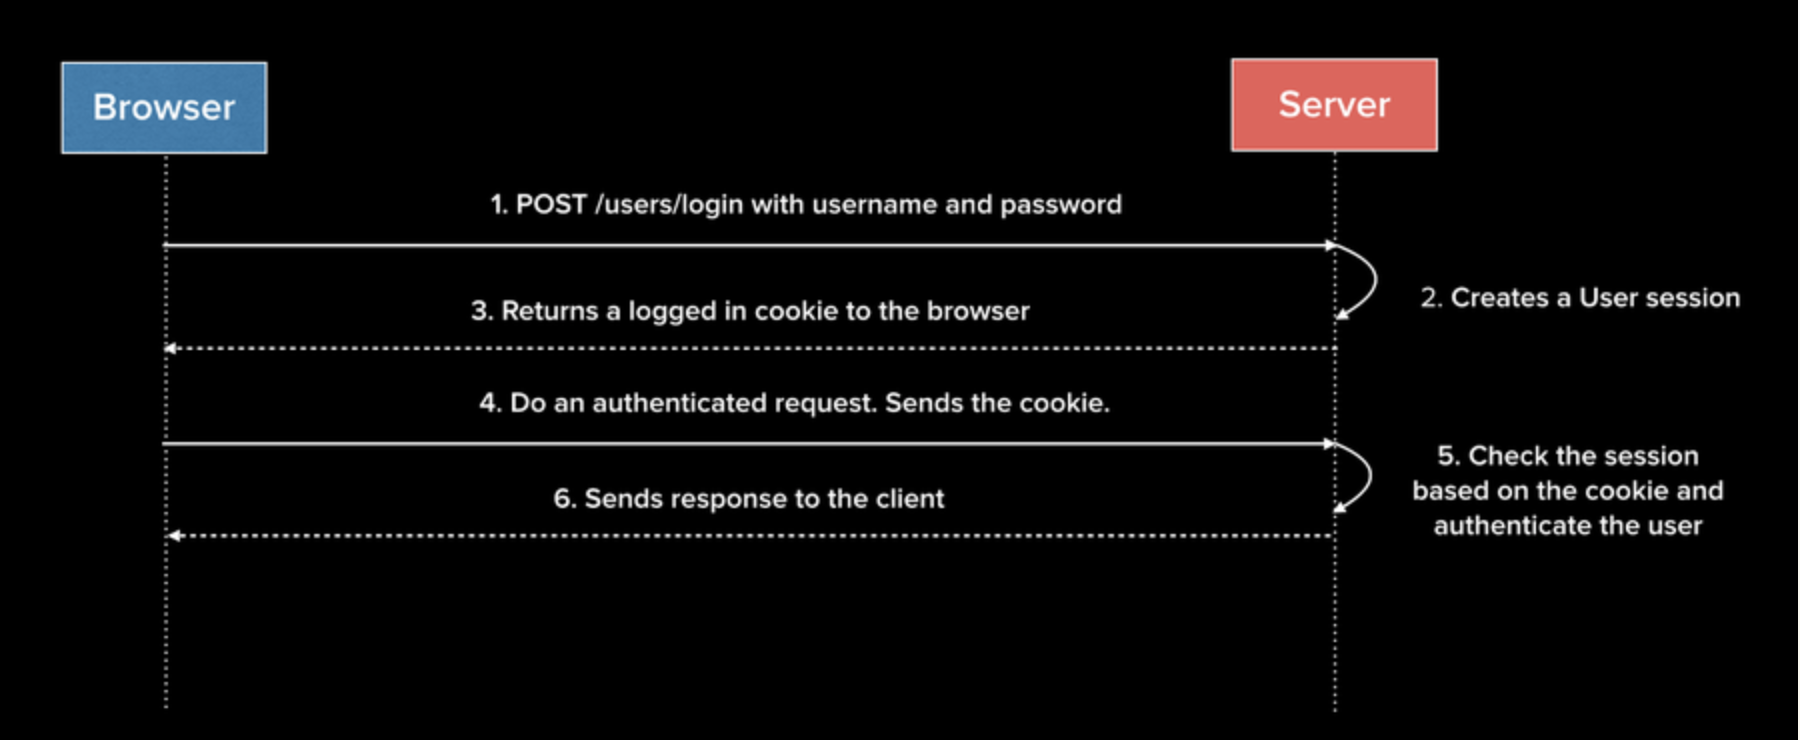 Browser
Server
1. POST /users/login with username and password
2. Creates a User session
3. Returns a logged in cookie to the browser
4. Do an authenticated request. Sends the cookie.
5. Check the session
based on the cookie and
authenticate the user
6. Sends response to the client